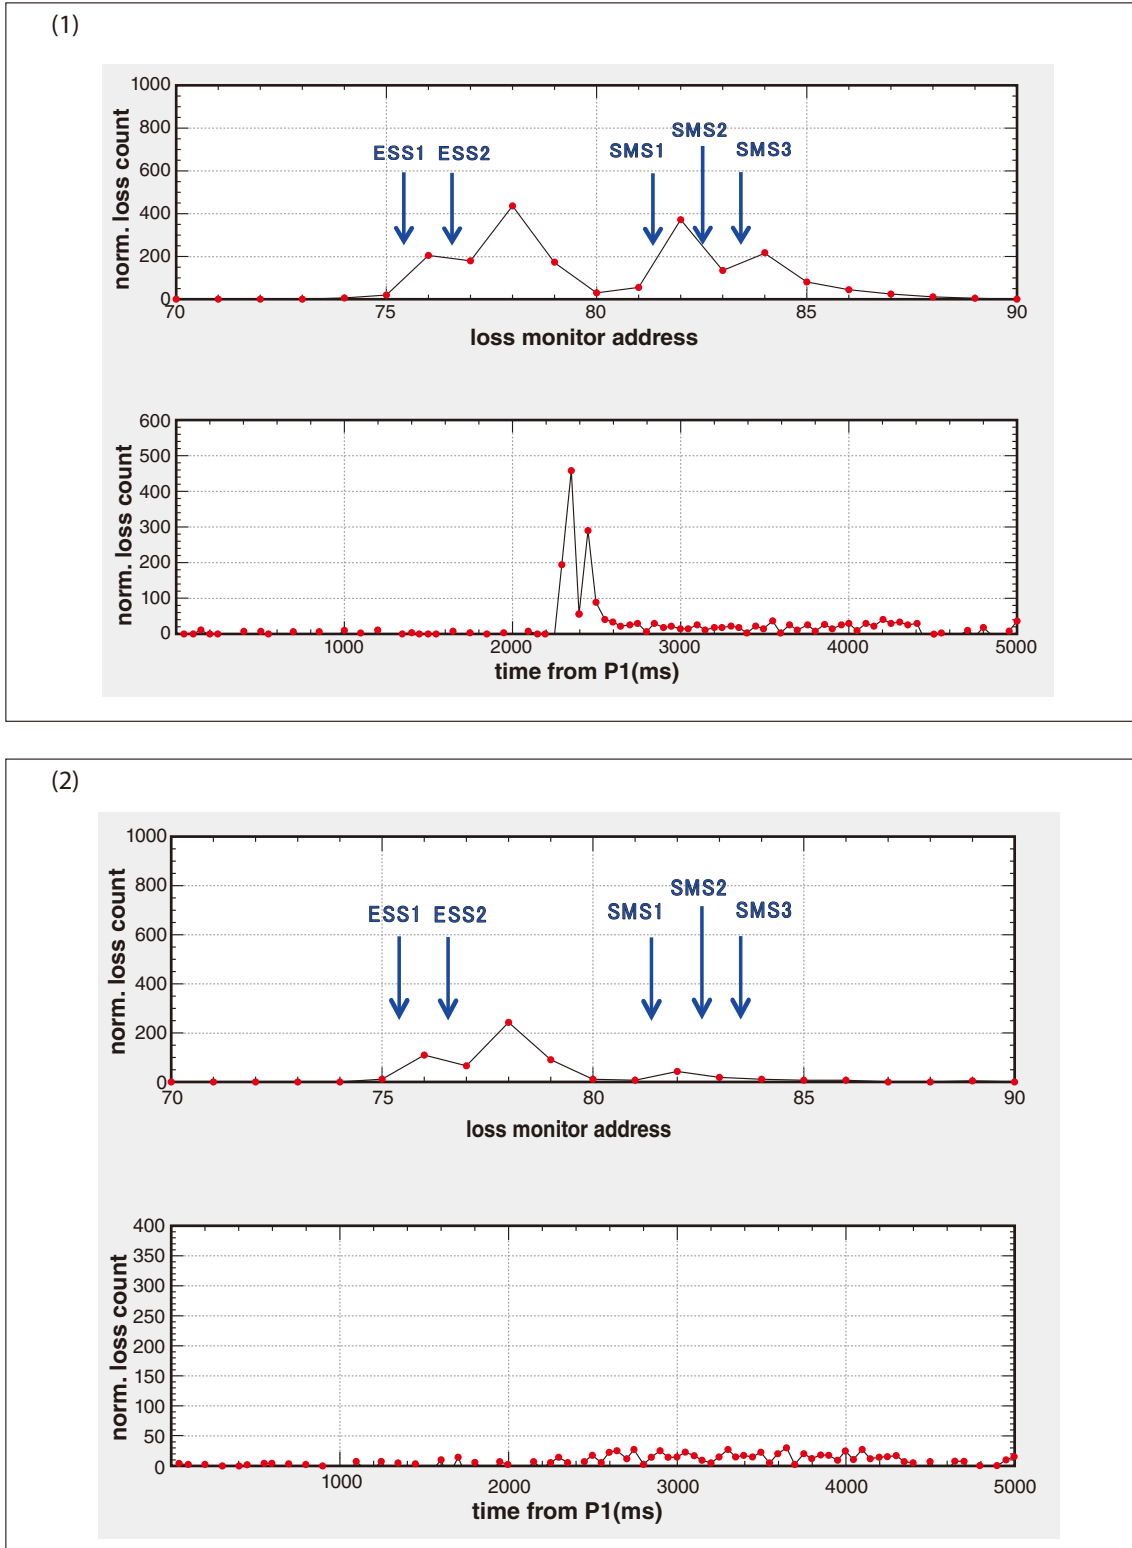 (1)
1000
800
600
400
200
0
norm. loss count
ESS1 ESS2 SMS1 SMS2 SMS3
70 75 80 85 90
loss monitor address
600
500
400
300
200
100
0
norm. loss count
1000 2000 3000 4000 5000
time from P1(ms)
(2)
1000
800
600
400
200
0
norm. loss count
ESS1 ESS2 SMS1 SMS2 SMS3
70 75 80 85 90
loss monitor address
400
350
300
250
200
150
100
50
0
norm. loss count
1000 2000 3000 4000 5000
time from P1(ms)